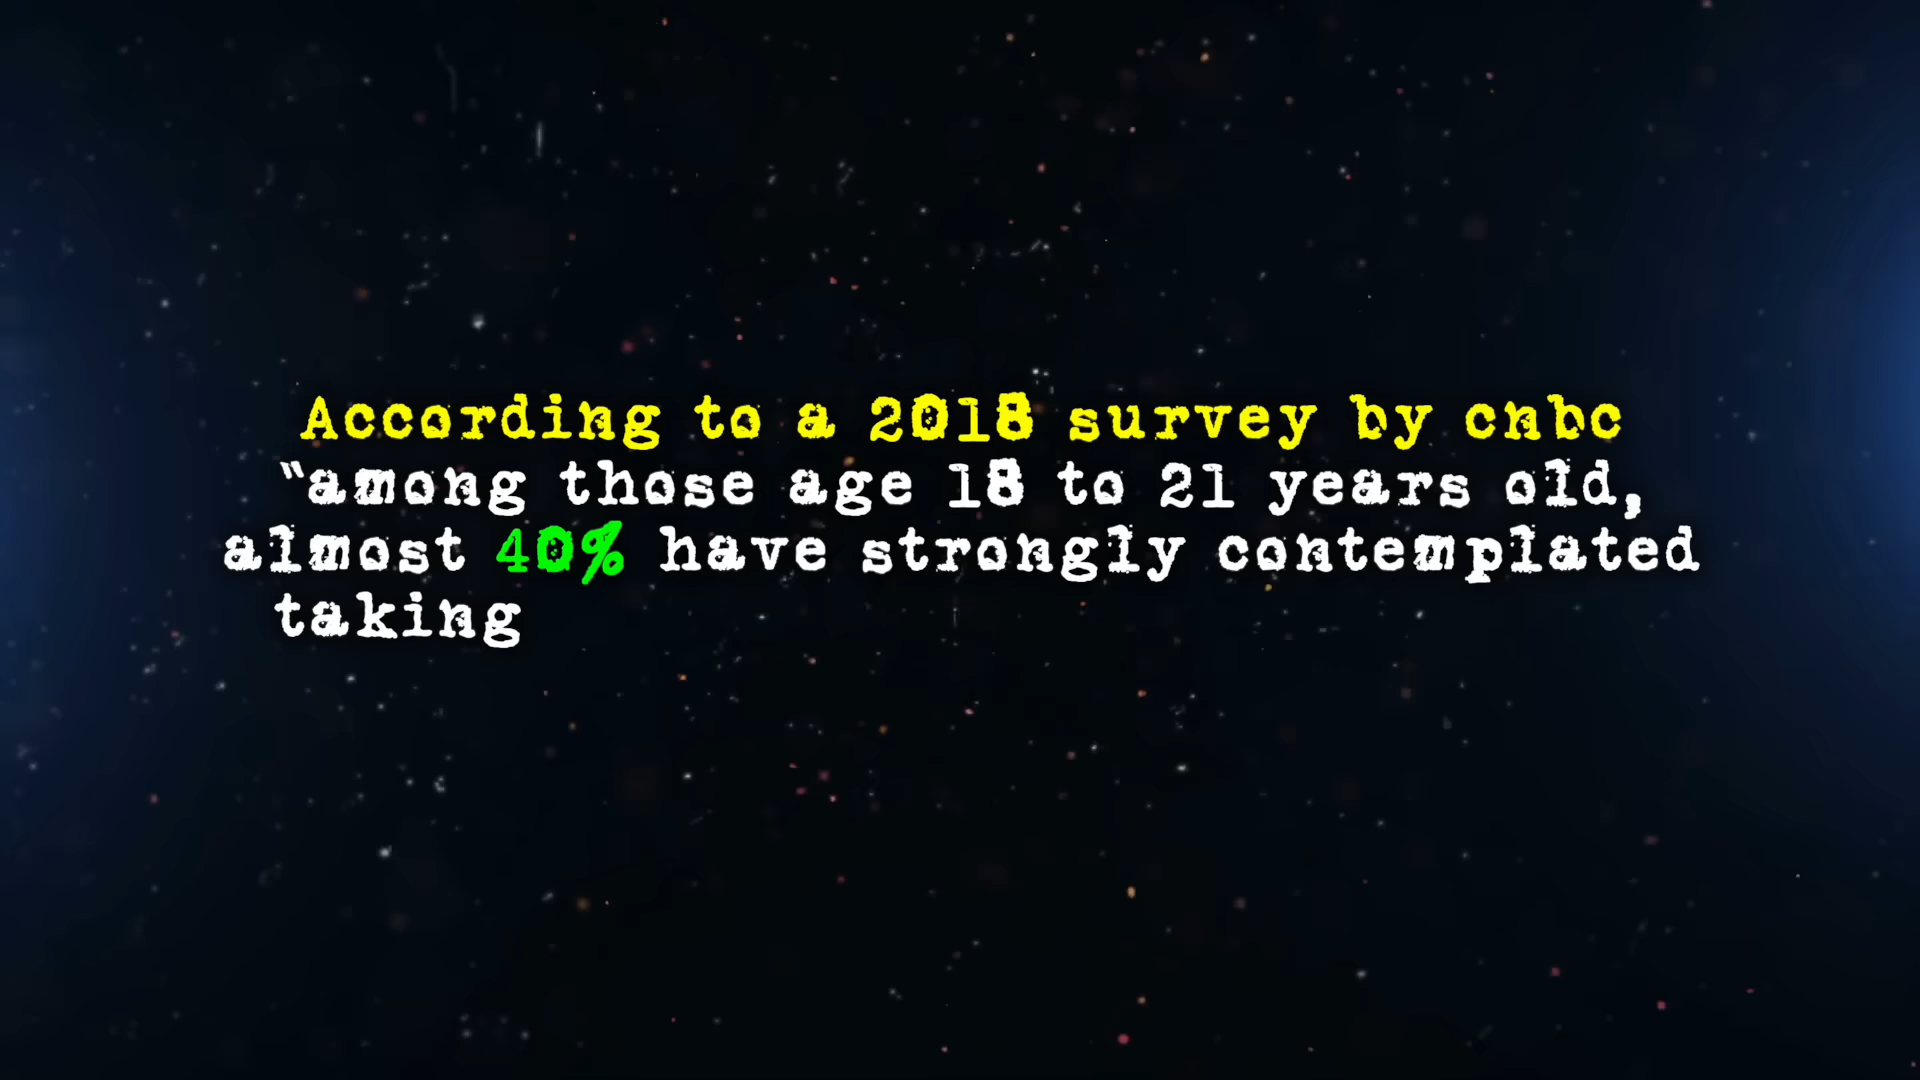 According to a 2018 survey by cnbc
“among those age 18 to 21 years old,
almost 40% have strongly contemplated
taking